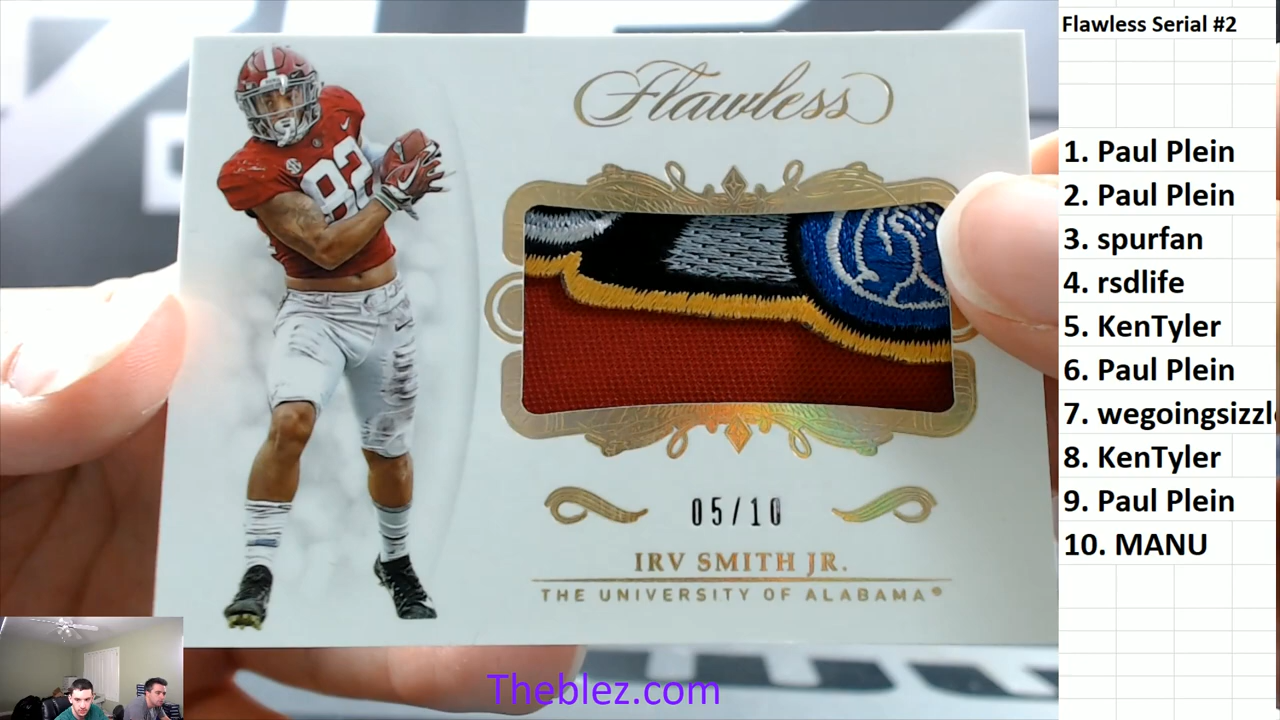 Flawless Serial #2
Flawless
82
05/10
IRV SMITH JR.
THE UNIVERSITY OF ALABAMA®
1. Paul Plein
2. Paul Plein
3. spurfan
4. rsdlife
5. KenTyler
6. Paul Plein
7. wegoingsizzl
8. KenTyler
9. Paul Plein
10. MANU
Theblez.com